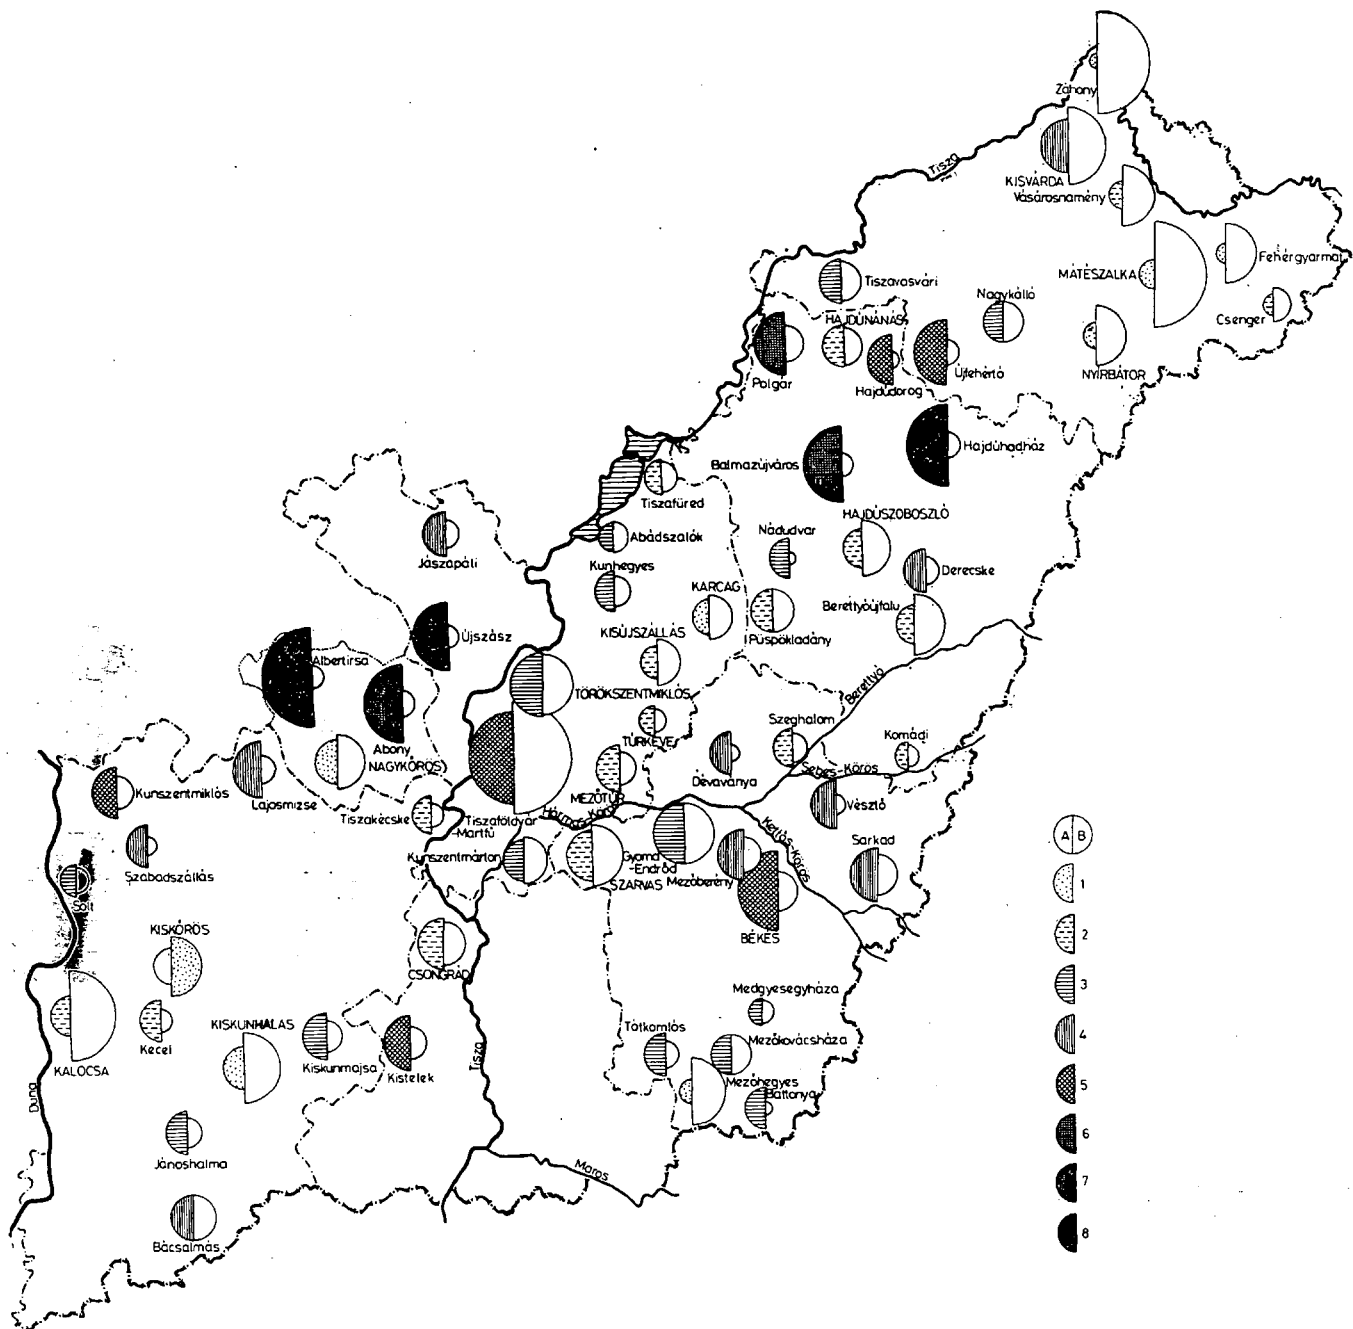 Záhony
Tisza
KISVÁRDA
Vásárosnamény
MÁTÉSZALKA
Fehérgyarmat
Tiszavasvári
Nagykálló
Csenger
HAJDÚNÁNÁS
Polgár
Hajdúdorog
Újfehértó
NYÍRBÁTOR
Balmazújváros
Hajdúhadház
Tiszafüred
HAJDÚSZOBOSZLÓ
Abádszalók
Nádudvar
Jászapáti
Kunhegyes
Derecske
KARCAG
Berettyóújfalu
Újszász
KISÚJSZÁLLÁS
Püspökladány
Albertirsa
TÖRÖKSZENTMIKLÓS
Berettyó
Abony
TÚRKEVE
Szeghalom
Komádi
NAGYKŐRÖS
Dévaványa
Sebes-Körös
Kunszentmiklós
Lajosmizse
MEZŐTÚR
Vésztő
Tiszakécske
Tiszaföldvár
-Martfű
Hármas-Körös
A B
Kettős-Körös
Sarkad
Kunszentmárton
Gyoma
-Endrőd
Szabadszállás
SZARVAS
Mezőberény
1
Solt
KISKŐRÖS
BÉKÉS
2
CSONGRÁD
Medgyesegyháza
3
Kecel
KISKUNHALAS
Tótkomlós
4
KALOCSA
Kiskunmajsa
Kistelek
Tisza
Mezőkovácsháza
Duna
Mezőhegyes
Battonya
5
6
Jánoshalma
Maros
7
Bácsalmás
8